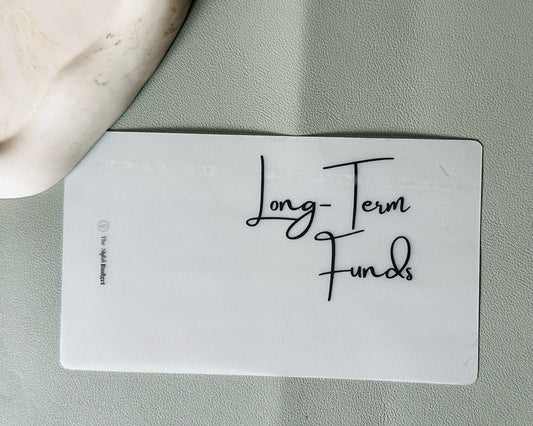 Long-Term
Funds
The Stylish Budget